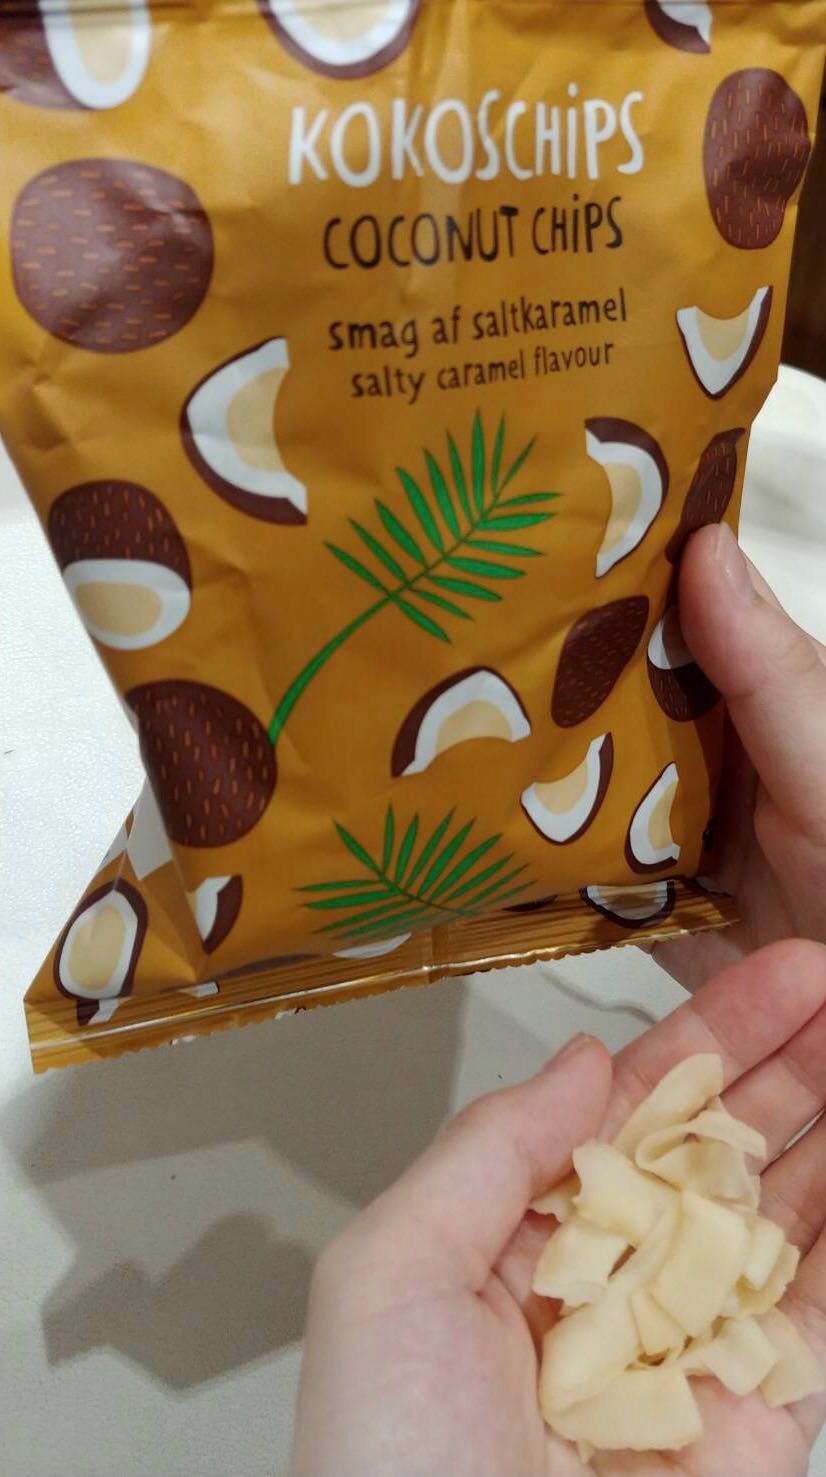 KOKOSCHiPS
COCONUT CHiPS
smag af saltkaramel
salty caramel flavour